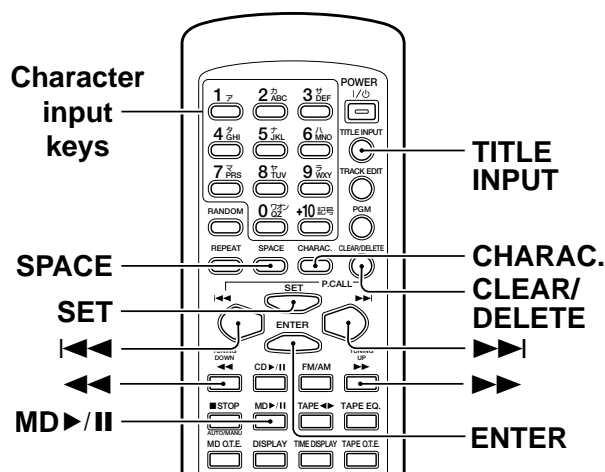 Character
input
keys
POWER
I/⏻
1 ア
2 カ ABC
3 サ DEF
TITLE INPUT
4 タ GHI
5 ナ JKL
6 ハ MNO
TITLE
INPUT
TRACK EDIT
7 マ PRS
8 ヤ TUV
9 ラ WXY
RANDOM
0 ワヲン QZ
+10 記号
PGM
REPEAT
SPACE
CHARAC.
CLEAR/DELETE
SPACE
CHARAC.
SET
P.CALL
CLEAR/
DELETE
SET
ENTER
TUNING
DOWN
TUNING
UP
CD ▶/II
FM/AM
■STOP
MD ▶/II
TAPE ◀▶
TAPE EQ.
MD ▶/II
AUTO/MANU
ENTER
MD O.T.E.
DISPLAY
TIME DISPLAY
TAPE O.T.E.